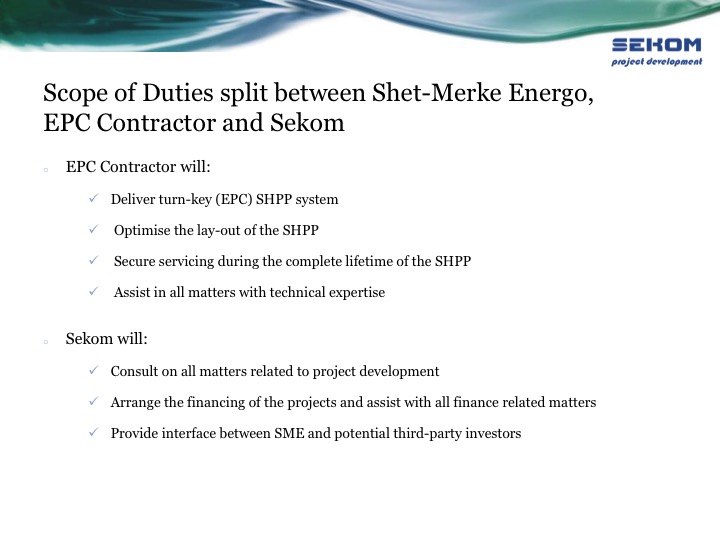 SEKOM
project development
Scope of Duties split between Shet-Merke Energo,
EPC Contractor and Sekom
EPC Contractor will:
Deliver turn-key (EPC) SHPP system
Optimise the lay-out of the SHPP
Secure servicing during the complete lifetime of the SHPP
Assist in all matters with technical expertise
Sekom will:
Consult on all matters related to project development
Arrange the financing of the projects and assist with all finance related matters
Provide interface between SME and potential third-party investors